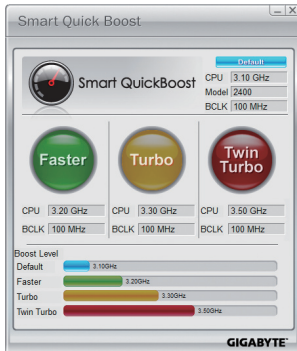 Smart Quick Boost
Default
Smart QuickBoost
CPU 3.10 GHz
Model 2400
BCLK 100 MHz
Faster
Turbo
Twin Turbo
CPU 3.20 GHz
CPU 3.30 GHz
CPU 3.50 GHz
BCLK 100 MHz
BCLK 100 MHz
BCLK 100 MHz
Boost Level
Default 3.10GHz
Faster 3.20GHz
Turbo 3.30GHz
Twin Turbo 3.50GHz
GIGABYTE